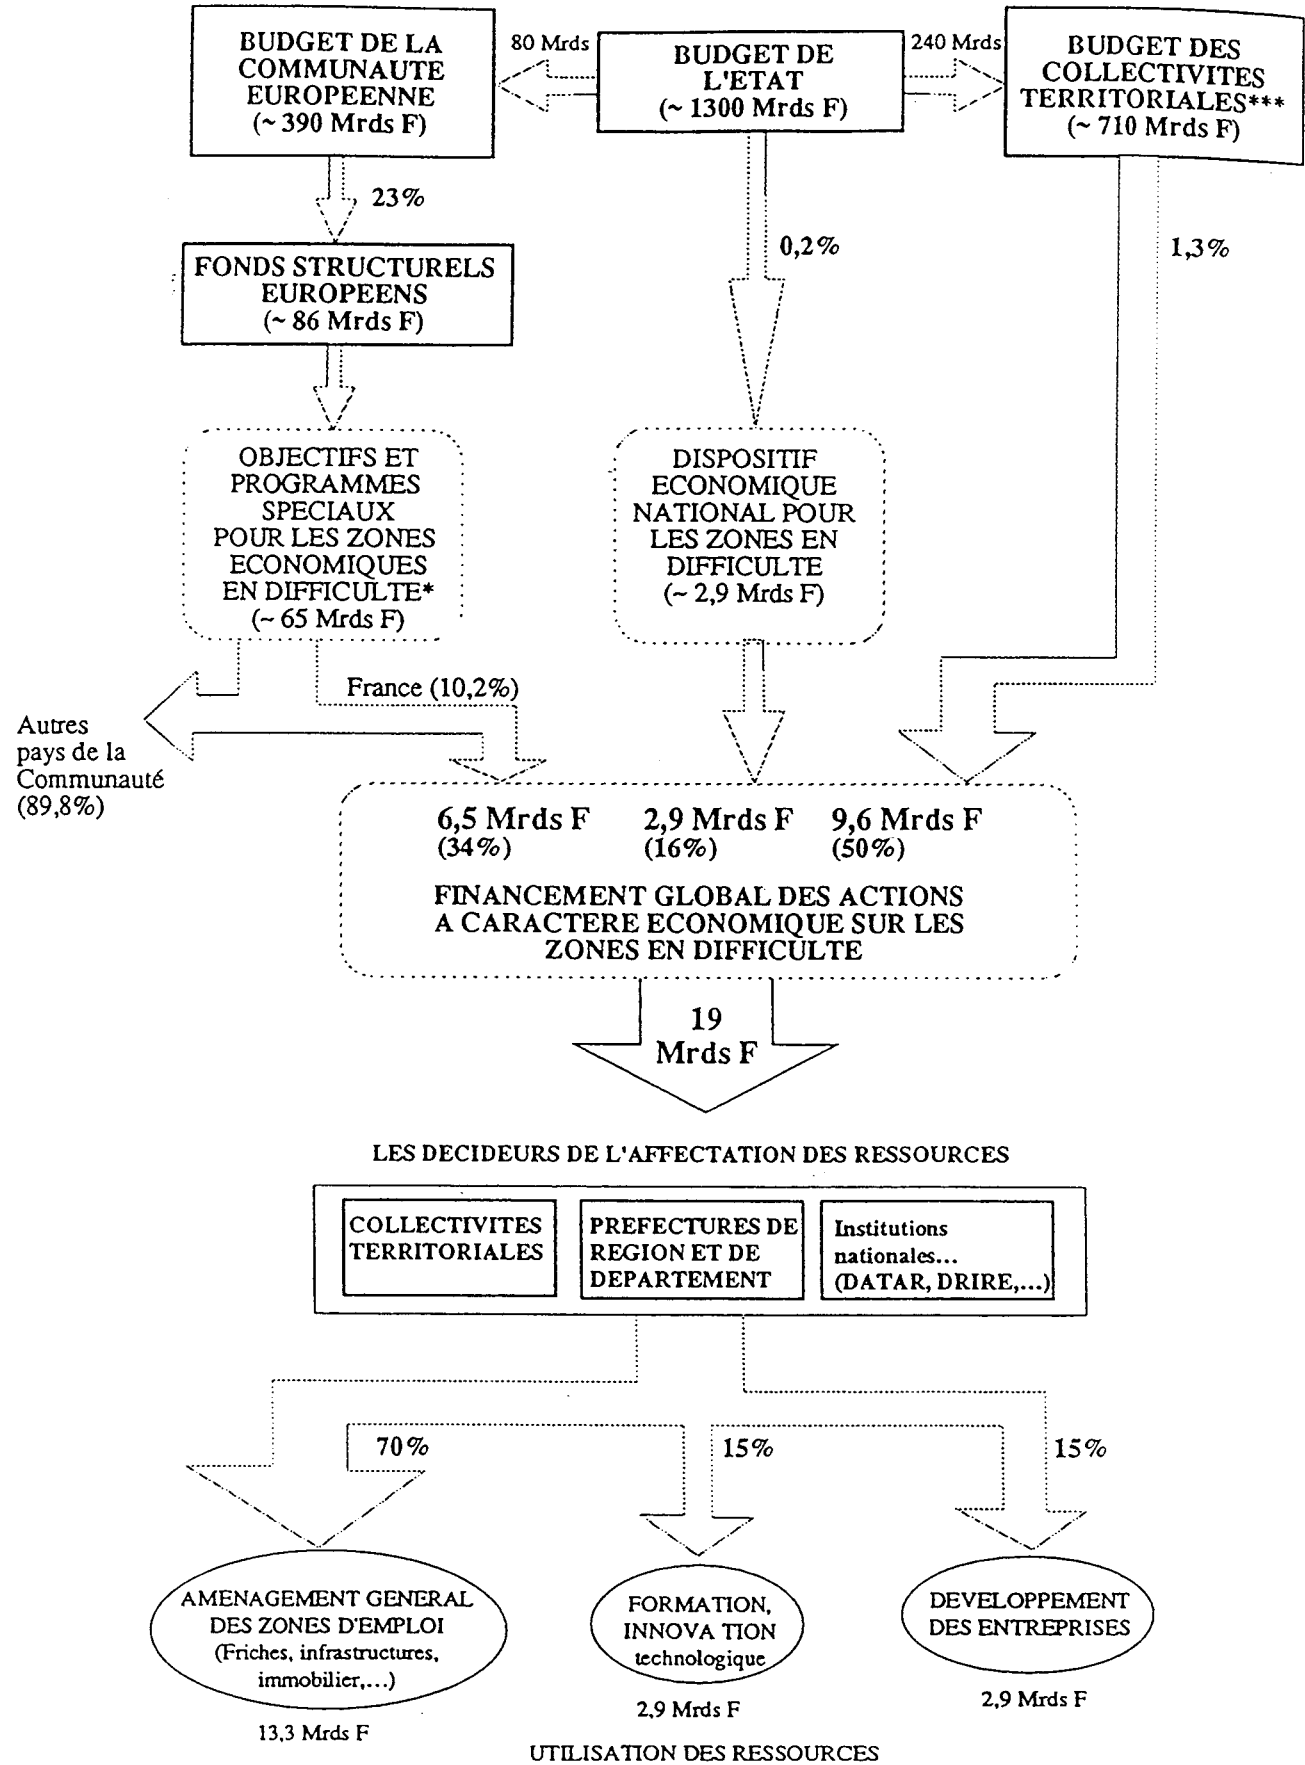 BUDGET DE LA
COMMUNAUTE
EUROPEENNE
(~ 390 Mrds F)
80 Mrds
BUDGET DE
L'ETAT
(~ 1300 Mrds F)
240 Mrds
BUDGET DES
COLLECTIVITES
TERRITORIALES***
(~ 710 Mrds F)
23%
0,2%
1,3%
FONDS STRUCTURELS
EUROPEENS
(~ 86 Mrds F)
OBJECTIFS ET
PROGRAMMES
SPECIAUX
POUR LES ZONES
ECONOMIQUES
EN DIFFICULTE*
(~ 65 Mrds F)
DISPOSITIF
ECONOMIQUE
NATIONAL POUR
LES ZONES EN
DIFFICULTE
(~ 2,9 Mrds F)
France (10,2%)
Autres
pays de la
Communauté
(89,8%)
6,5 Mrds F
(34%)
2,9 Mrds F
(16%)
9,6 Mrds F
(50%)
FINANCEMENT GLOBAL DES ACTIONS
A CARACTERE ECONOMIQUE SUR LES
ZONES EN DIFFICULTE
19
Mrds F
LES DECIDEURS DE L'AFFECTATION DES RESSOURCES
COLLECTIVITES
TERRITORIALES
PREFECTURES DE
REGION ET DE
DEPARTEMENT
Institutions
nationales...
(DATAR, DRIRE,...)
70%
15%
15%
AMENAGEMENT GENERAL
DES ZONES D'EMPLOI
(Friches, infrastructures,
immobilier,...)
13,3 Mrds F
FORMATION,
INNOVA TION
technologique
2,9 Mrds F
DEVELOPPEMENT
DES ENTREPRISES
2,9 Mrds F
UTILISATION DES RESSOURCES